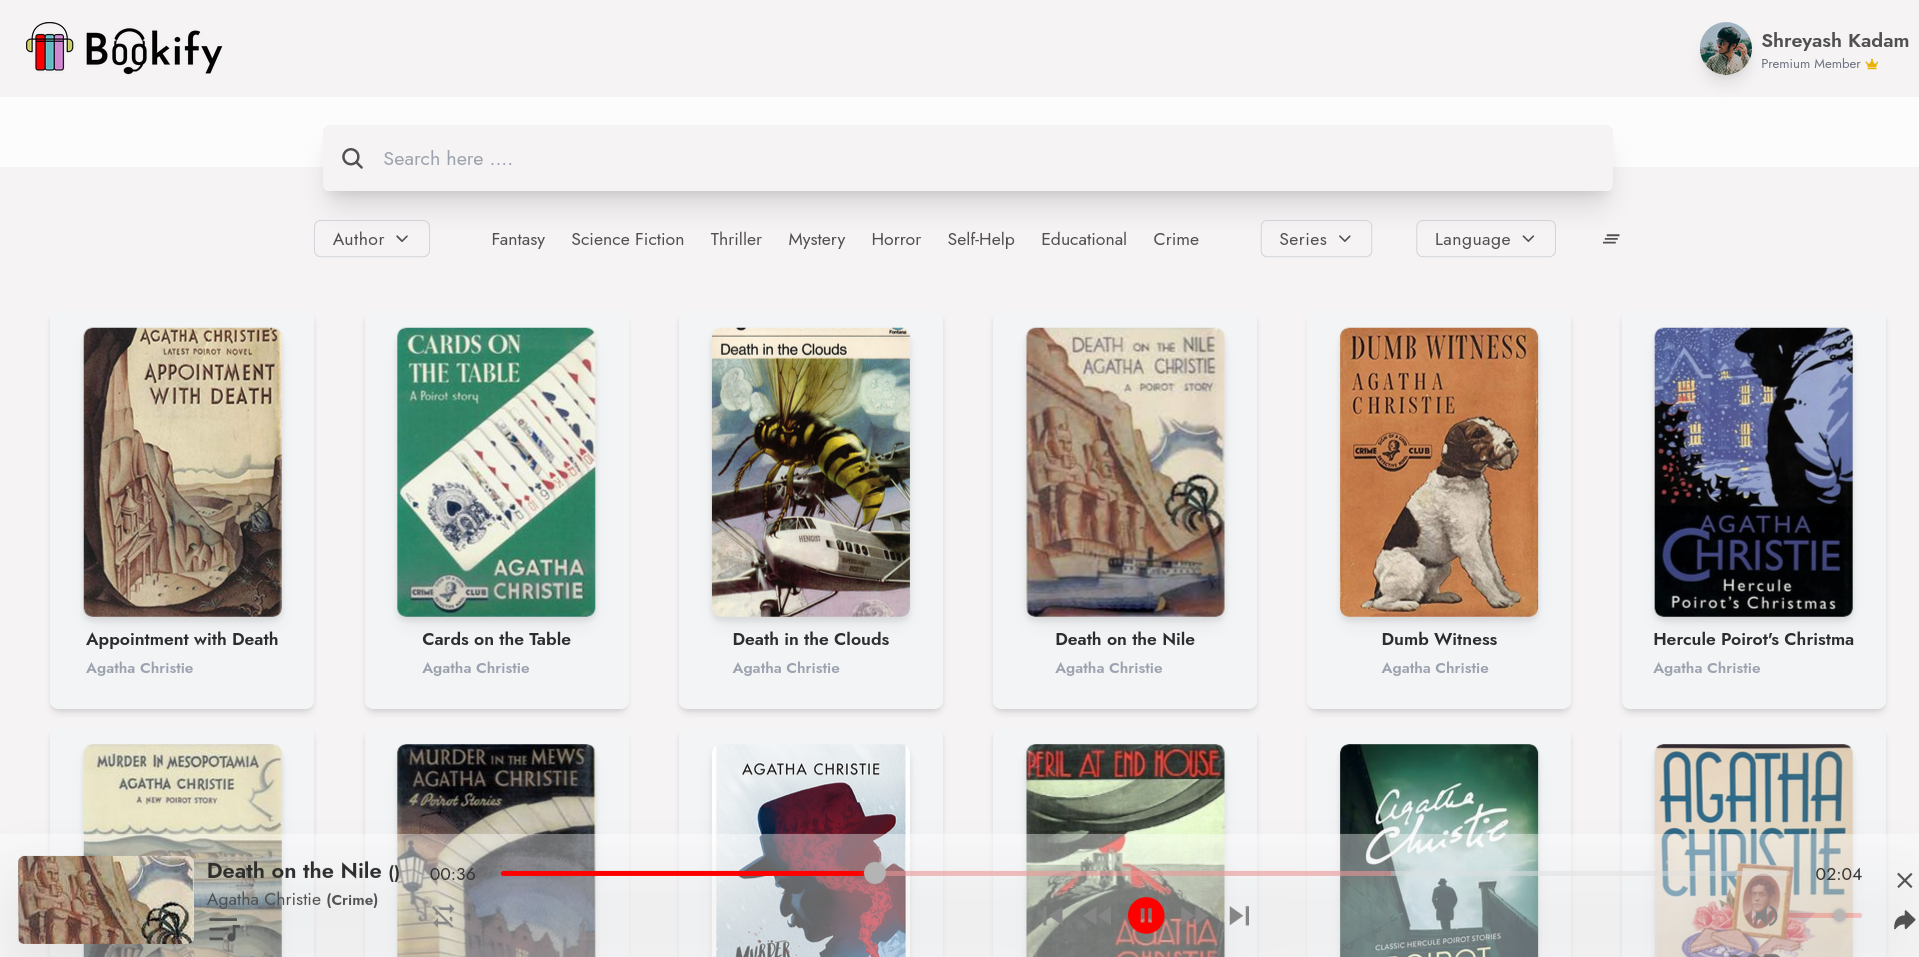 Bookify
Shreyash Kadam
Premium Member
Search here ....
Author
Fantasy Science Fiction Thriller Mystery Horror Self-Help Educational Crime
Series
Language
AGATHA CHRISTIE'S
LATEST POIROT NOVEL
APPOINTMENT
WITH DEATH
Appointment with Death
Agatha Christie
CARDS ON
THE TABLE
A Poirot story
CRIME CLUB
AGATHA
CHRISTIE
Cards on the Table
Agatha Christie
Fontana
Death in the Clouds
HENGIST
Death in the Clouds
Agatha Christie
DEATH ON THE NILE
AGATHA CHRISTIE
A POIROT STORY
Death on the Nile
Agatha Christie
DUMB WITNESS
AGATHA
CHRISTIE
CRIME CLUB
Dumb Witness
Agatha Christie
AGATHA
CHRISTIE
Hercule
Poirot's Christmas
Hercule Poirot's Christma
Agatha Christie
MURDER IN MESOPOTAMIA
AGATHA CHRISTIE
A NEW POIROT STORY
MURDER IN THE MEWS
AGATHA CHRISTIE
4 Poirot Stories
AGATHA CHRISTIE
MURDER
PERIL AT END HOUSE
AGATHA
CHRISTIE
Agatha
Christie
CLASSIC HERCULE POIROT STORIES
POIROT
AGATHA
CHRISTIE
Death on the Nile ()
Agatha Christie (Crime)
00:36
02:04